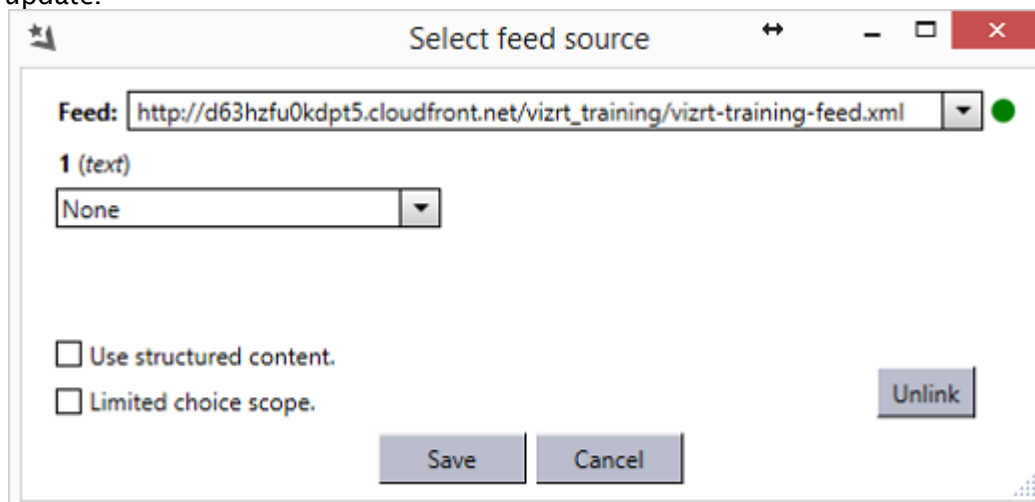 update.
Select feed source
Feed: http://d63hzfu0kdpt5.cloudfront.net/vizrt_training/vizrt-training-feed.xml
1 (text)
None
Use structured content.
Limited choice scope.
Unlink
Save Cancel